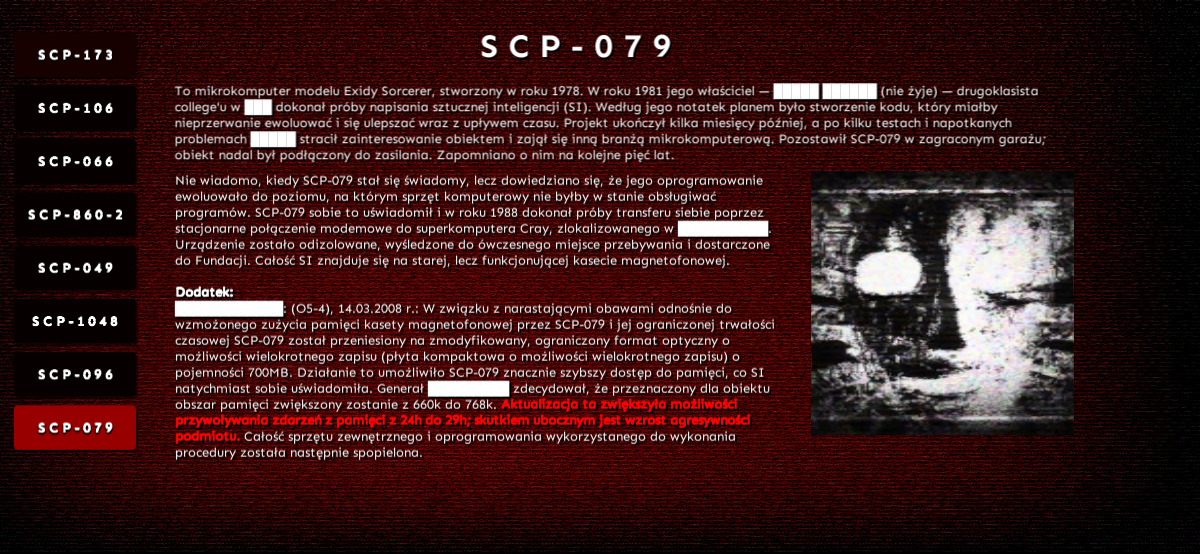 SCP-079
SCP-173
SCP-106
SCP-066
SCP-860-2
SCP-049
SCP-1048
SCP-096
SCP-079
To mikrokomputer modelu Exidy Sorcerer, stworzony w roku 1978. W roku 1981 jego właściciel — █████ ██████ (nie żyje) — drugoklasista
college'u w ███ dokonał próby napisania sztucznej inteligencji (SI). Według jego notatek planem było stworzenie kodu, który miałby
nieprzerwanie ewoluować i się ulepszać wraz z upływem czasu. Projekt ukończył kilka miesięcy później, a po kilku testach i napotkanych
problemach █████ stracił zainteresowanie obiektem i zajął się inną branżą mikrokomputerową. Pozostawił SCP-079 w zagraconym garażu;
obiekt nadal był podłączony do zasilania. Zapomniano o nim na kolejne pięć lat.
Nie wiadomo, kiedy SCP-079 stał się świadomy, lecz dowiedziano się, że jego oprogramowanie
ewoluowało do poziomu, na którym sprzęt komputerowy nie byłby w stanie obsługiwać
programów. SCP-079 sobie to uświadomił i w roku 1988 dokonał próby transferu siebie poprzez
stacjonarne połączenie modemowe do superkomputera Cray, zlokalizowanego w ██████████.
Urządzenie zostało odizolowane, wyśledzone do ówczesnego miejsce przebywania i dostarczone
do Fundacji. Całość SI znajduje się na starej, lecz funkcjonującej kasecie magnetofonowej.
Dodatek:
████████████: (O5-4), 14.03.2008 r.: W związku z narastającymi obawami odnośnie do
wzmożonego zużycia pamięci kasety magnetofonowej przez SCP-079 i jej ograniczonej trwałości
czasowej SCP-079 został przeniesiony na zmodyfikowany, ograniczony format optyczny o
możliwości wielokrotnego zapisu (płyta kompaktowa o możliwości wielokrotnego zapisu) o
pojemności 700MB. Działanie to umożliwiło SCP-079 znacznie szybszy dostęp do pamięci, co SI
natychmiast sobie uświadomiła. Generał █████████ zdecydował, że przeznaczony dla obiektu
obszar pamięci zwiększony zostanie z 660k do 768k. Aktualizacja ta zwiększyła możliwości
przywoływania zdarzeń z pamięci z 24h do 29h; skutkiem ubocznym jest wzrost agresywności
podmiotu. Całość sprzętu zewnętrznego i oprogramowania wykorzystanego do wykonania
procedury została następnie spopielona.